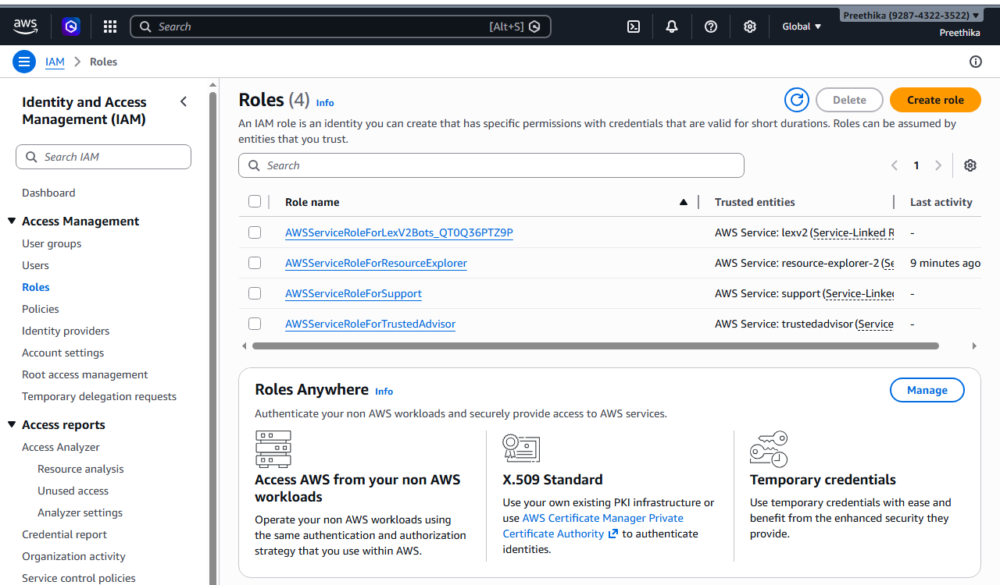 aws
Search [Alt+S]
Global
Preethika (9287-4322-3522)
Preethika
IAM Roles
Identity and Access
Management (IAM)
Search IAM
Dashboard
Access Management
User groups
Users
Roles
Policies
Identity providers
Account settings
Root access management
Temporary delegation requests
Access reports
Access Analyzer
Resource analysis
Unused access
Analyzer settings
Credential report
Organization activity
Service control policies
Roles (4) Info
Delete
Create role
An IAM role is an identity you can create that has specific permissions with credentials that are valid for short durations. Roles can be assumed by
entities that you trust.
Search
1
Role name Trusted entities Last activity
AWSServiceRoleForLexV2Bots_QT0Q36PTZ9P AWS Service: lexv2 (Service-Linked R -
AWSServiceRoleForResourceExplorer AWS Service: resource-explorer-2 (Se 9 minutes ago
AWSServiceRoleForSupport AWS Service: support (Service-Linked -
AWSServiceRoleForTrustedAdvisor AWS Service: trustedadvisor (Service -
Roles Anywhere Info
Manage
Authenticate your non AWS workloads and securely provide access to AWS services.
Access AWS from your non AWS
workloads
Operate your non AWS workloads using
the same authentication and authorization
strategy that you use within AWS.
X.509 Standard
Use your own existing PKI infrastructure or
use AWS Certificate Manager Private
Certificate Authority to authenticate
identities.
Temporary credentials
Use temporary credentials with ease and
benefit from the enhanced security they
provide.